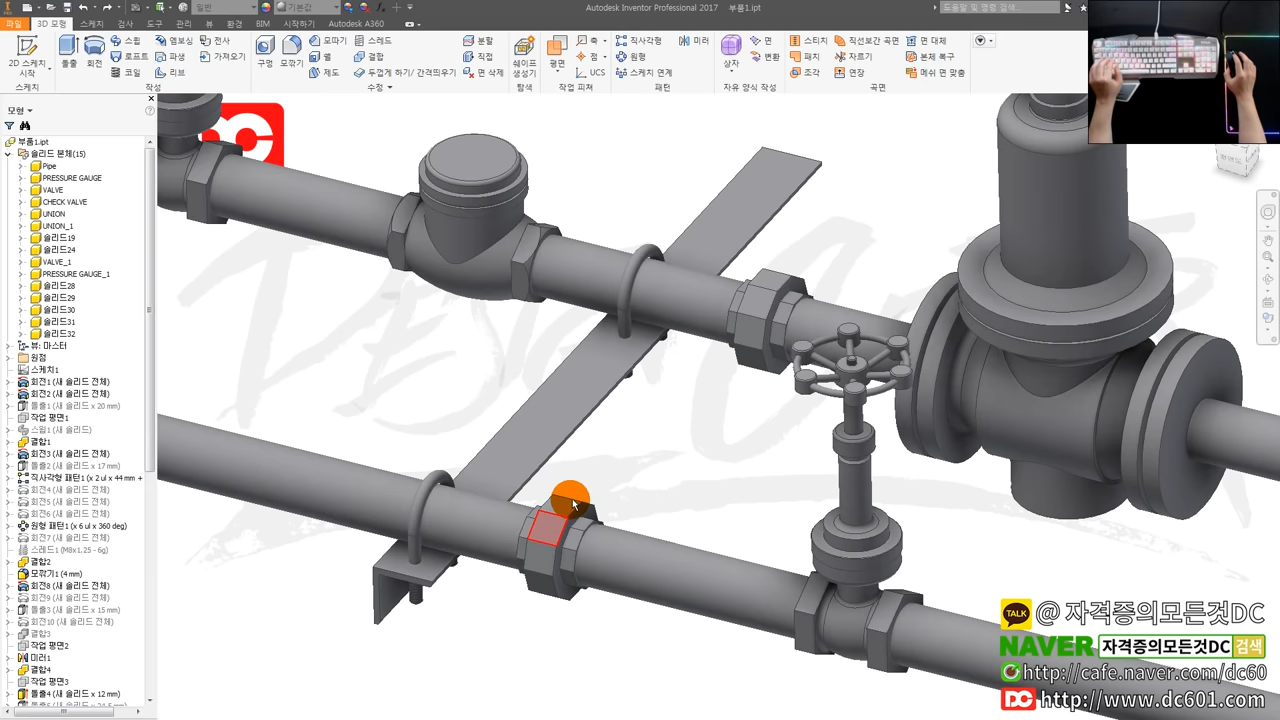 일반
기본값
Autodesk Inventor Professional 2017 부품1.ipt
도움말 및 명령 검색...
파일 3D 모형 스케치 검사 도구 관리 뷰 환경 BIM 시작하기 Autodesk A360
2D 스케치 시작
돌출
회전
스윕 엠보싱 전사
로프트 파생 가져오기
코일 리브
구멍
모깎기
모따기 스레드 분할
쉘 결합 직접
제도 두껍게 하기/ 삭제
쉐이프 생성기
평면
축
점
UCS
직사각형 미러
원형
스케치 연계
상자
면
변환
스티치 직선보간 곡면 면 대체
패치 자르기 본체 복구
조각 연장 메쉬 면 맞춤
스케치 작성 수정 탐색 작업 피쳐 패턴 자유 양식 작성 곡면
모형
부품1.ipt
솔리드 본체(15)
Pipe
PRESSURE GAUGE
VALVE
CHECK VALVE
UNION
UNION_1
솔리드19
솔리드24
VALVE_1
PRESSURE GAUGE_1
솔리드28
솔리드29
솔리드30
솔리드31
솔리드32
뷰: 마스터
원점
스케치1
회전1 (새 솔리드 전체)
회전2 (새 솔리드 전체)
돌출1 (새 솔리드 x 20 mm)
작업 평면1
스윕1 (새 솔리드)
결합1
회전3 (새 솔리드 전체)
돌출2 (새 솔리드 x 17 mm)
직사각형 패턴1 (x 2 ul x 44 mm +
회전4 (새 솔리드 전체)
회전5 (새 솔리드 전체)
회전6 (새 솔리드 전체)
원형 패턴1 (x 6 ul x 360 deg)
스레드1 (M8x1.25 - 6g)
결합2
모깎기1 (4 mm)
회전8 (새 솔리드 전체)
회전9 (새 솔리드 전체)
돌출3 (새 솔리드 x 15 mm)
회전10 (새 솔리드 전체)
결합3
작업 평면2
미러1
결합4
작업 평면3
돌출4 (새 솔리드 x 12 mm)
TALK @ 자격증의모든것DC
NAVER 자격증의모든것DC 검색
http://cafe.naver.com/dc60
DC http://www.dc601.com/